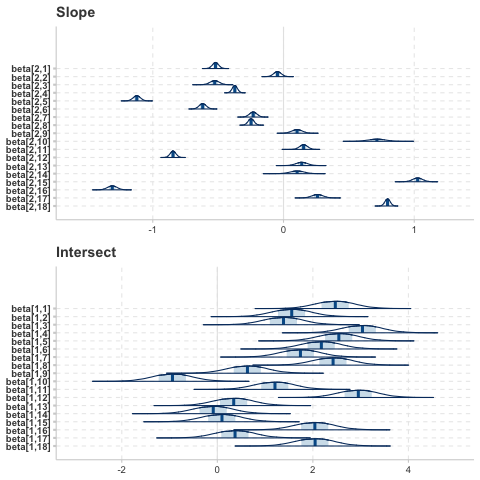 Slope
beta[2,1]
beta[2,2]
beta[2,3]
beta[2,4]
beta[2,5]
beta[2,6]
beta[2,7]
beta[2,8]
beta[2,9]
beta[2,10]
beta[2,11]
beta[2,12]
beta[2,13]
beta[2,14]
beta[2,15]
beta[2,16]
beta[2,17]
beta[2,18]
-1 0 1
Intersect
beta[1,1]
beta[1,2]
beta[1,3]
beta[1,4]
beta[1,5]
beta[1,6]
beta[1,7]
beta[1,8]
beta[1,9]
beta[1,10]
beta[1,11]
beta[1,12]
beta[1,13]
beta[1,14]
beta[1,15]
beta[1,16]
beta[1,17]
beta[1,18]
-2 0 2 4